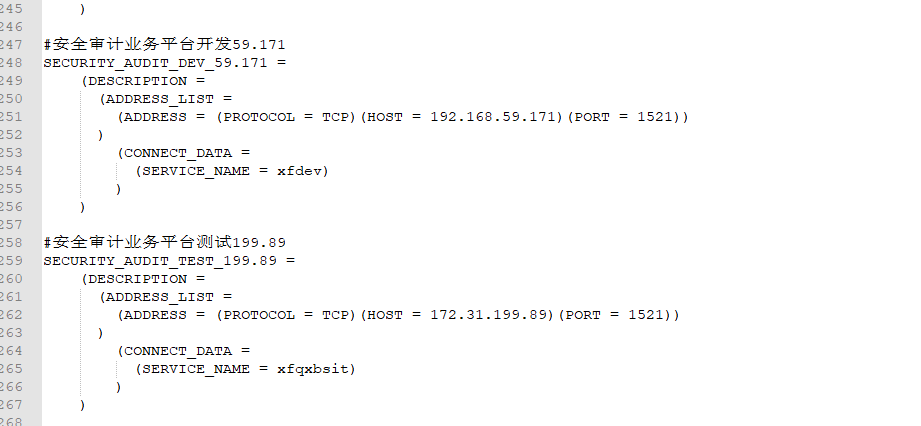 245     )
246
247 #安全审计业务平台开发59.171
248 SECURITY_AUDIT_DEV_59.171 =
249     (DESCRIPTION =
250       (ADDRESS_LIST =
251         (ADDRESS = (PROTOCOL = TCP)(HOST = 192.168.59.171)(PORT = 1521))
252       )
253         (CONNECT_DATA =
254           (SERVICE_NAME = xfdev)
255         )
256     )
257
258 #安全审计业务平台测试199.89
259 SECURITY_AUDIT_TEST_199.89 =
260     (DESCRIPTION =
261       (ADDRESS_LIST =
262         (ADDRESS = (PROTOCOL = TCP)(HOST = 172.31.199.89)(PORT = 1521))
263       )
264         (CONNECT_DATA =
265           (SERVICE_NAME = xfqxbsit)
266         )
267     )
268